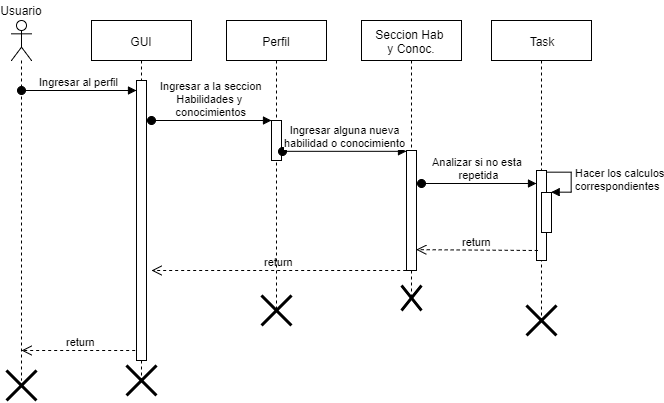 Usuario
GUI
Perfil
Seccion Hab
y Conoc.
Task
Ingresar al perfil
Ingresar a la seccion
Habilidades y
conocimientos
Ingresar alguna nueva
habilidad o conocimiento
Analizar si no esta
repetida
Hacer los calculos
correspondientes
return
return
return